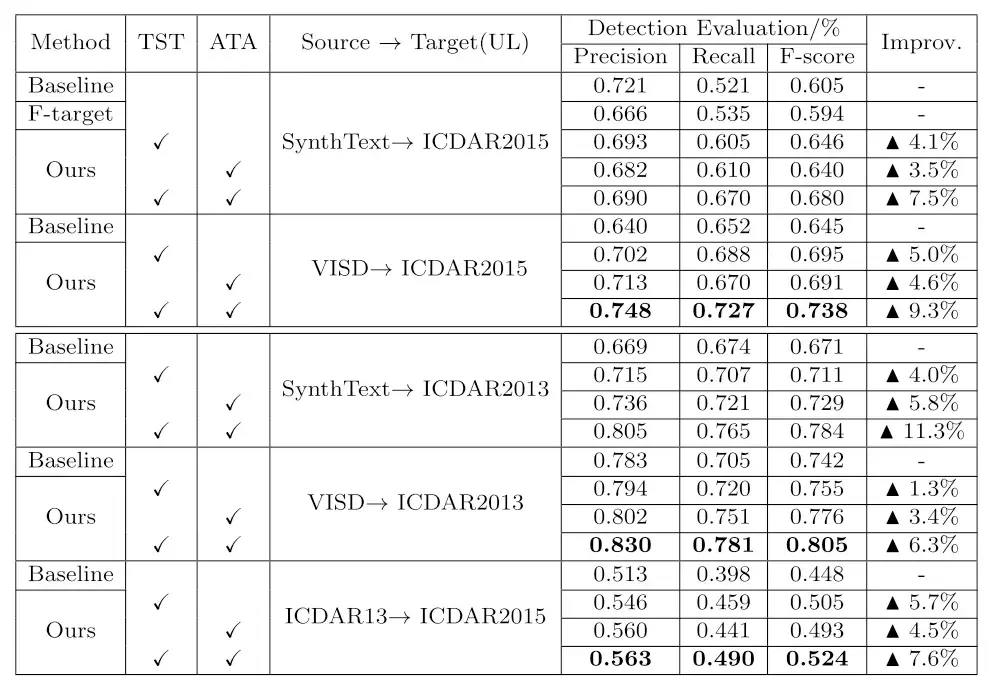 Method TST ATA Source → Target(UL) Detection Evaluation/% Improv.
Precision Recall F-score
Baseline 0.721 0.521 0.605 -
F-target 0.666 0.535 0.594 -
✓ SynthText→ ICDAR2015 0.693 0.605 0.646 ▲ 4.1%
Ours ✓ 0.682 0.610 0.640 ▲ 3.5%
✓ ✓ 0.690 0.670 0.680 ▲ 7.5%
Baseline 0.640 0.652 0.645 -
✓ VISD→ ICDAR2015 0.702 0.688 0.695 ▲ 5.0%
Ours ✓ 0.713 0.670 0.691 ▲ 4.6%
✓ ✓ 0.748 0.727 0.738 ▲ 9.3%
Baseline 0.669 0.674 0.671 -
✓ SynthText→ ICDAR2013 0.715 0.707 0.711 ▲ 4.0%
Ours ✓ 0.736 0.721 0.729 ▲ 5.8%
✓ ✓ 0.805 0.765 0.784 ▲ 11.3%
Baseline 0.783 0.705 0.742 -
✓ VISD→ ICDAR2013 0.794 0.720 0.755 ▲ 1.3%
Ours ✓ 0.802 0.751 0.776 ▲ 3.4%
✓ ✓ 0.830 0.781 0.805 ▲ 6.3%
Baseline 0.513 0.398 0.448 -
✓ ICDAR13→ ICDAR2015 0.546 0.459 0.505 ▲ 5.7%
Ours ✓ 0.560 0.441 0.493 ▲ 4.5%
✓ ✓ 0.563 0.490 0.524 ▲ 7.6%